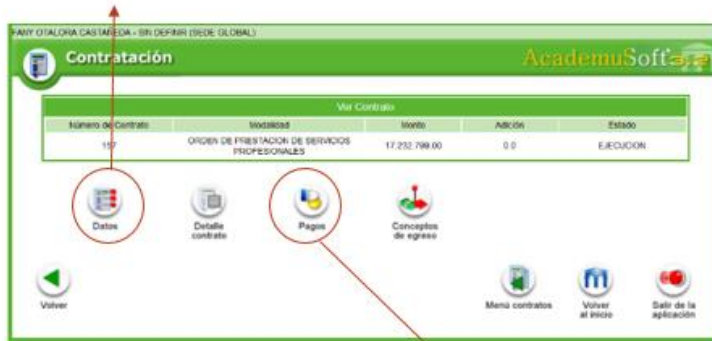 FANY OTALORA CASTAÑEDA - SIN DEFINIR (SEDE GLOBAL)
Contratación
AcademuSoft 3.2
Ver Contrato
Número de Contrato Modalidad Monto Adición Estado
157 ORDEN DE PRESTACION DE SERVICIOS PROFESIONALES 17.232.799.00 0.0 EJECUCION
Datos
Detalle contrato
Pagos
Conceptos de egreso
Volver
Menú contratos
Volver al inicio
Salir de la aplicación